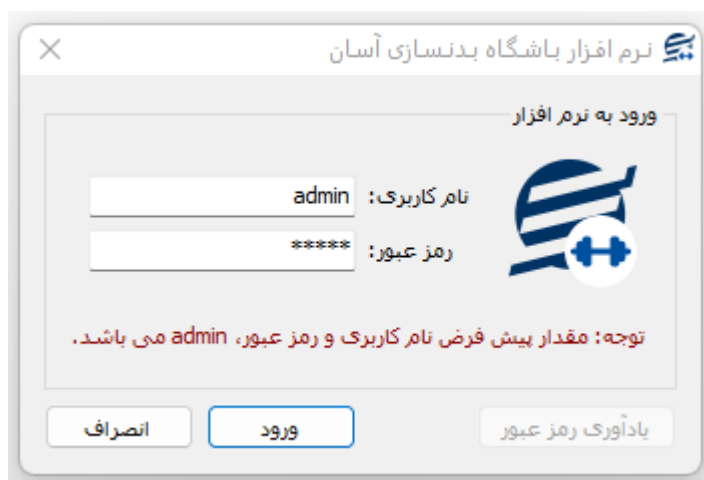 نرم افزار باشگاه بدنسازی آسان
ورود به نرم افزار
نام کاربری: admin
رمز عبور: *****
توجه: مقدار پیش فرض نام کاربری و رمز عبور، admin می باشد.
یادآوری رمز عبور ورود انصراف